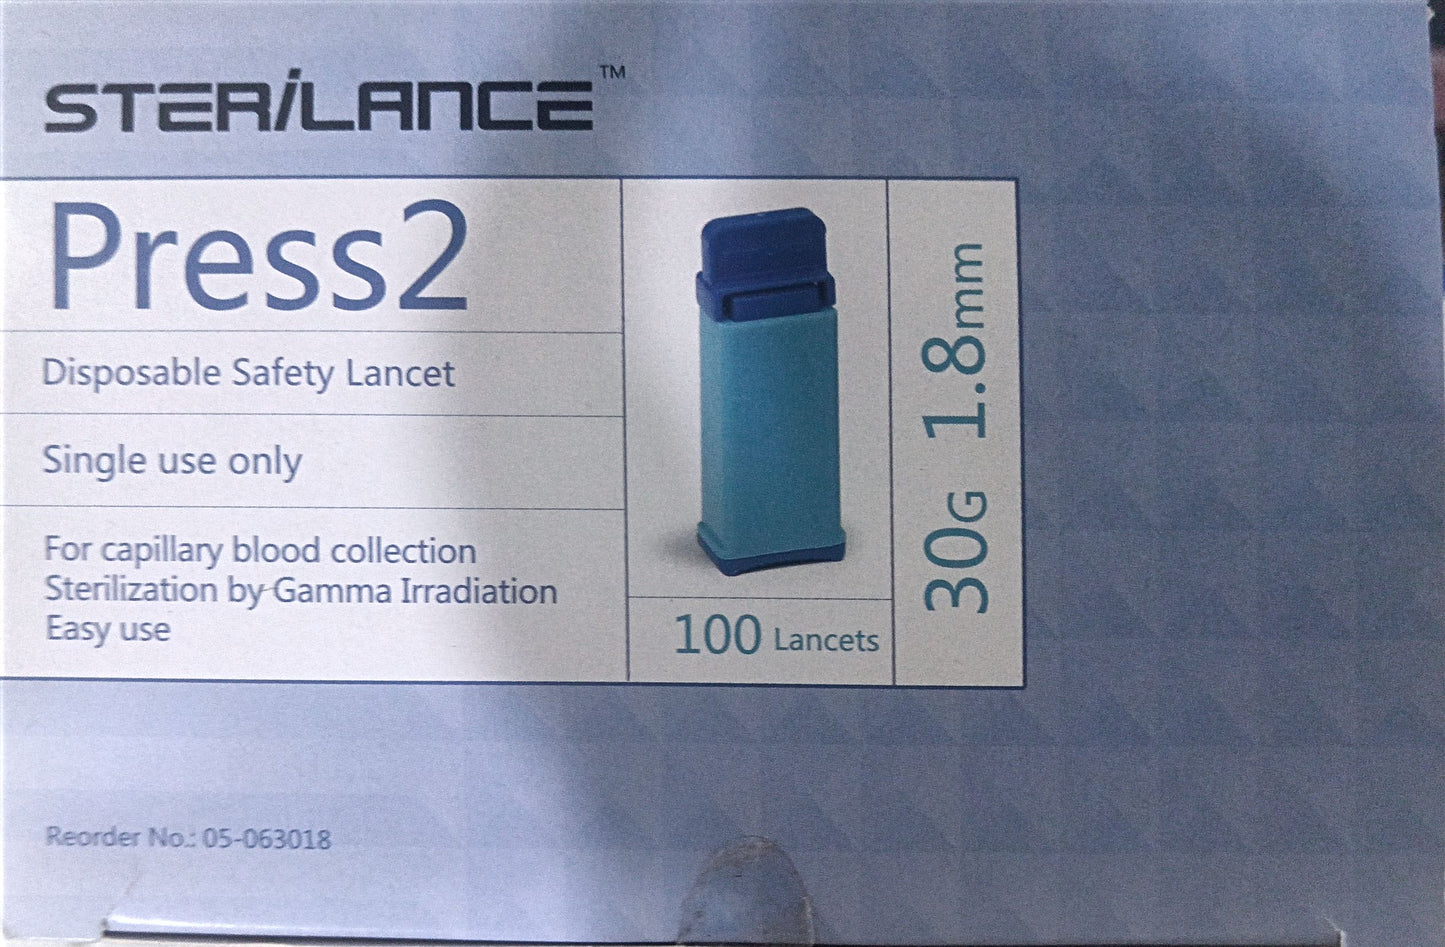 STERiLANCE™
Press2
Disposable Safety Lancet
Single use only
For capillary blood collection
Sterilization by Gamma Irradiation
Easy use
100 Lancets
30G 1.8mm
Reorder No.: 05-063018